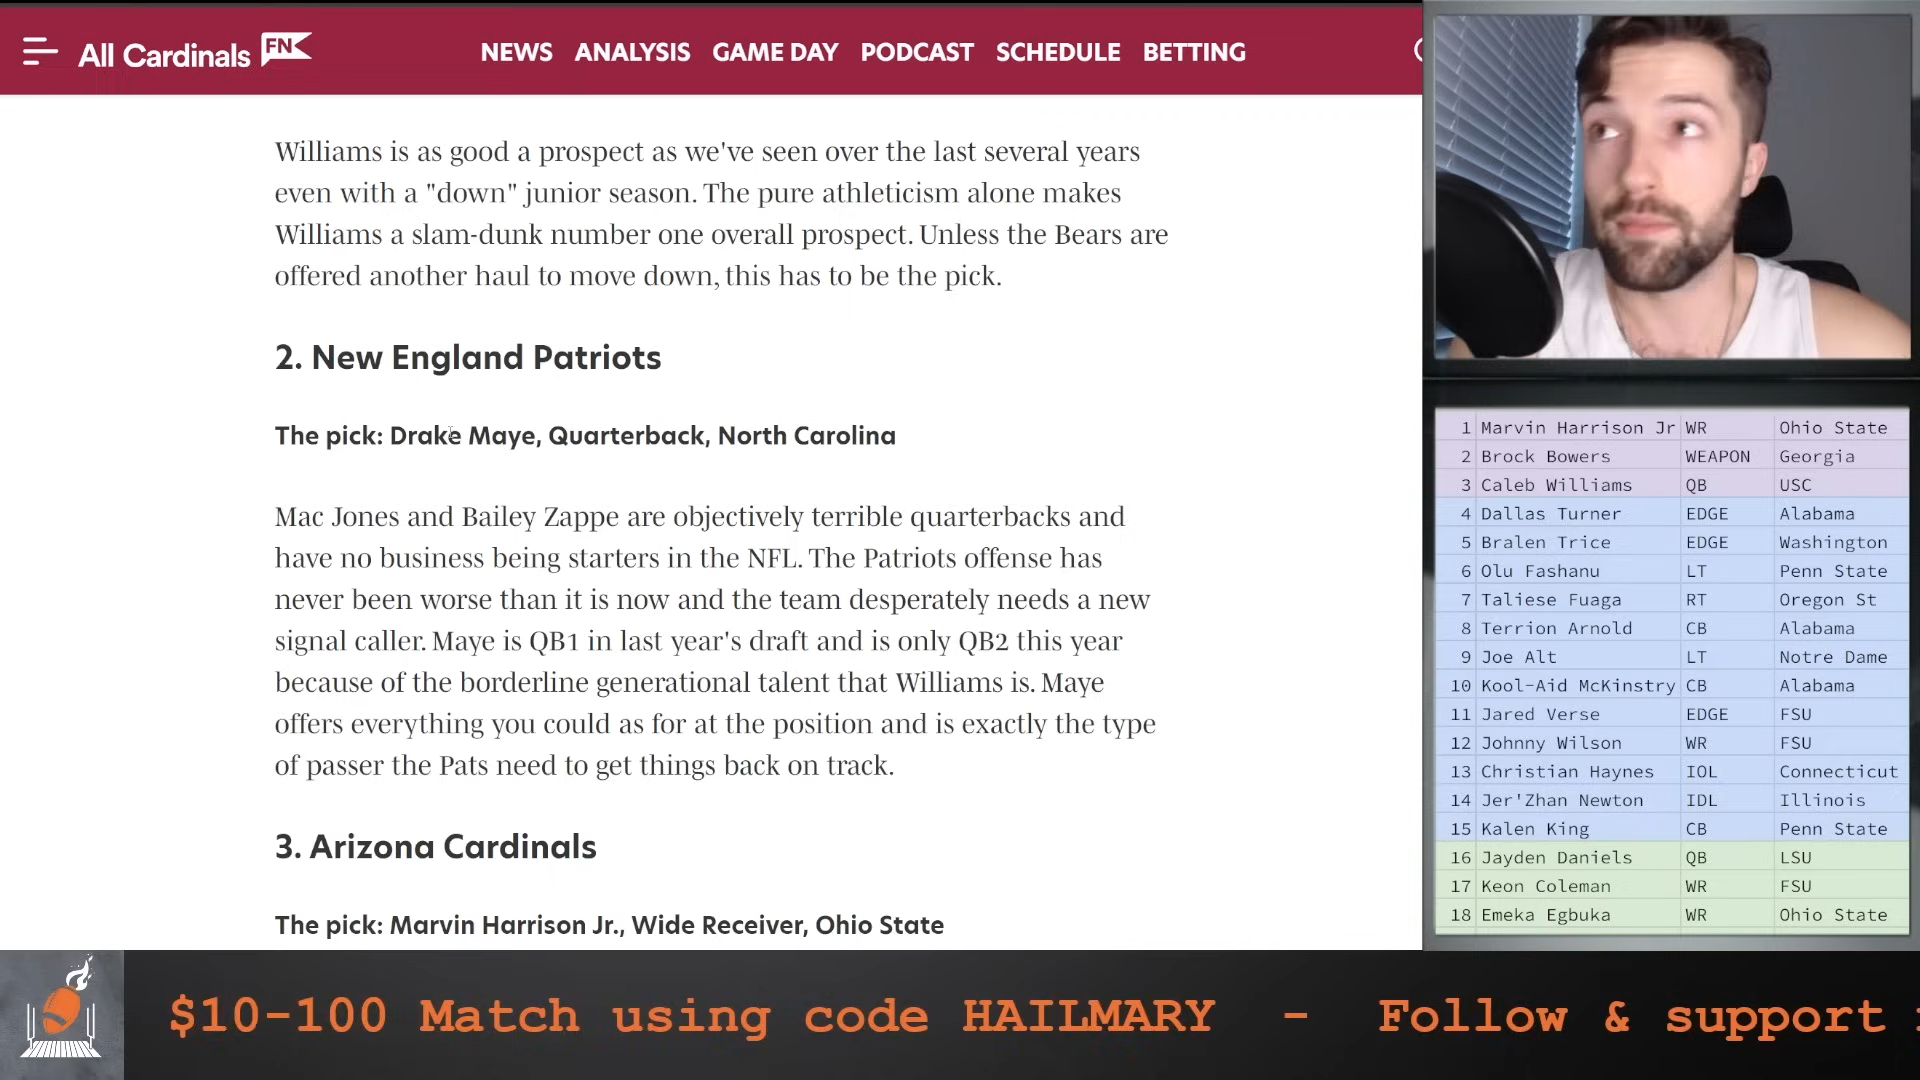 All Cardinals FN
NEWS ANALYSIS GAME DAY PODCAST SCHEDULE BETTING
Williams is as good a prospect as we've seen over the last several years
even with a "down" junior season. The pure athleticism alone makes
Williams a slam-dunk number one overall prospect. Unless the Bears are
offered another haul to move down, this has to be the pick.
2. New England Patriots
The pick: Drake Maye, Quarterback, North Carolina
Mac Jones and Bailey Zappe are objectively terrible quarterbacks and
have no business being starters in the NFL. The Patriots offense has
never been worse than it is now and the team desperately needs a new
signal caller. Maye is QB1 in last year's draft and is only QB2 this year
because of the borderline generational talent that Williams is. Maye
offers everything you could as for at the position and is exactly the type
of passer the Pats need to get things back on track.
3. Arizona Cardinals
The pick: Marvin Harrison Jr., Wide Receiver, Ohio State
1 Marvin Harrison Jr WR Ohio State
2 Brock Bowers WEAPON Georgia
3 Caleb Williams QB USC
4 Dallas Turner EDGE Alabama
5 Bralen Trice EDGE Washington
6 Olu Fashanu LT Penn State
7 Taliese Fuaga RT Oregon St
8 Terrion Arnold CB Alabama
9 Joe Alt LT Notre Dame
10 Kool-Aid McKinstry CB Alabama
11 Jared Verse EDGE FSU
12 Johnny Wilson WR FSU
13 Christian Haynes IOL Connecticut
14 Jer'Zhan Newton IDL Illinois
15 Kalen King CB Penn State
16 Jayden Daniels QB LSU
17 Keon Coleman WR FSU
18 Emeka Egbuka WR Ohio State
$10-100 Match using code HAILMARY - Follow & support